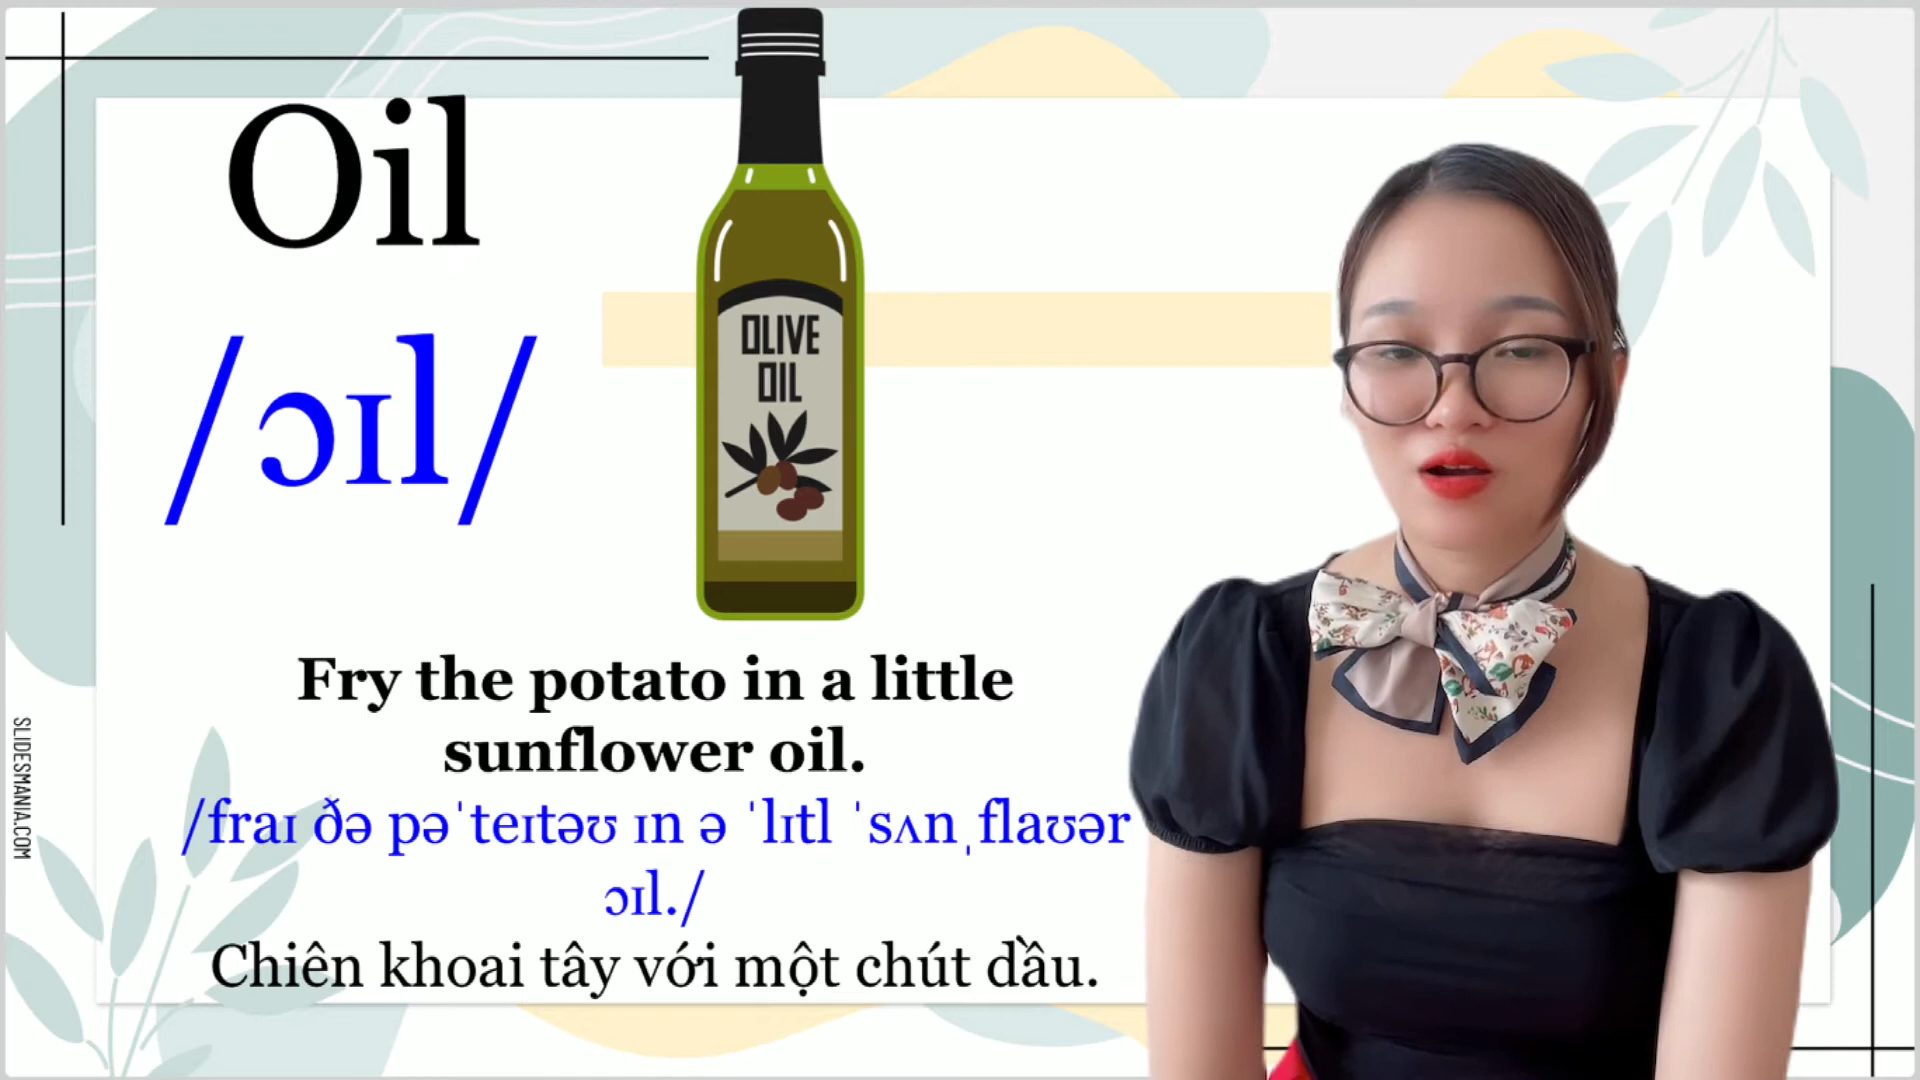 Oil
/ɔɪl/
OLIVE
OIL
Fry the potato in a little
sunflower oil.
/fraɪ ðə pəˈteɪtəʊ ɪn ə ˈlɪtl ˈsʌnˌflaʊər
ɔɪl./
Chiên khoai tây với một chút dầu.
SLIDESMANIA.COM